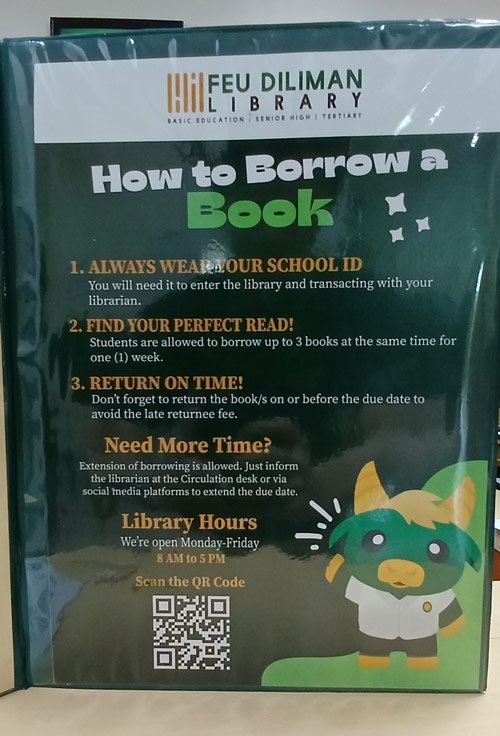 FEU DILIMAN
LIBRARY
BASIC EDUCATION | SENIOR HIGH | TERTIARY
How to Borrow a
Book
1. ALWAYS WEAR YOUR SCHOOL ID
You will need it to enter the library and transacting with your
librarian.
2. FIND YOUR PERFECT READ!
Students are allowed to borrow up to 3 books at the same time for
one (1) week.
3. RETURN ON TIME!
Don't forget to return the book/s on or before the due date to
avoid the late returnee fee.
Need More Time?
Extension of borrowing is allowed. Just inform
the librarian at the Circulation desk or via
social media platforms to extend the due date.
Library Hours
We're open Monday-Friday
8 AM to 5 PM
Scan the QR Code